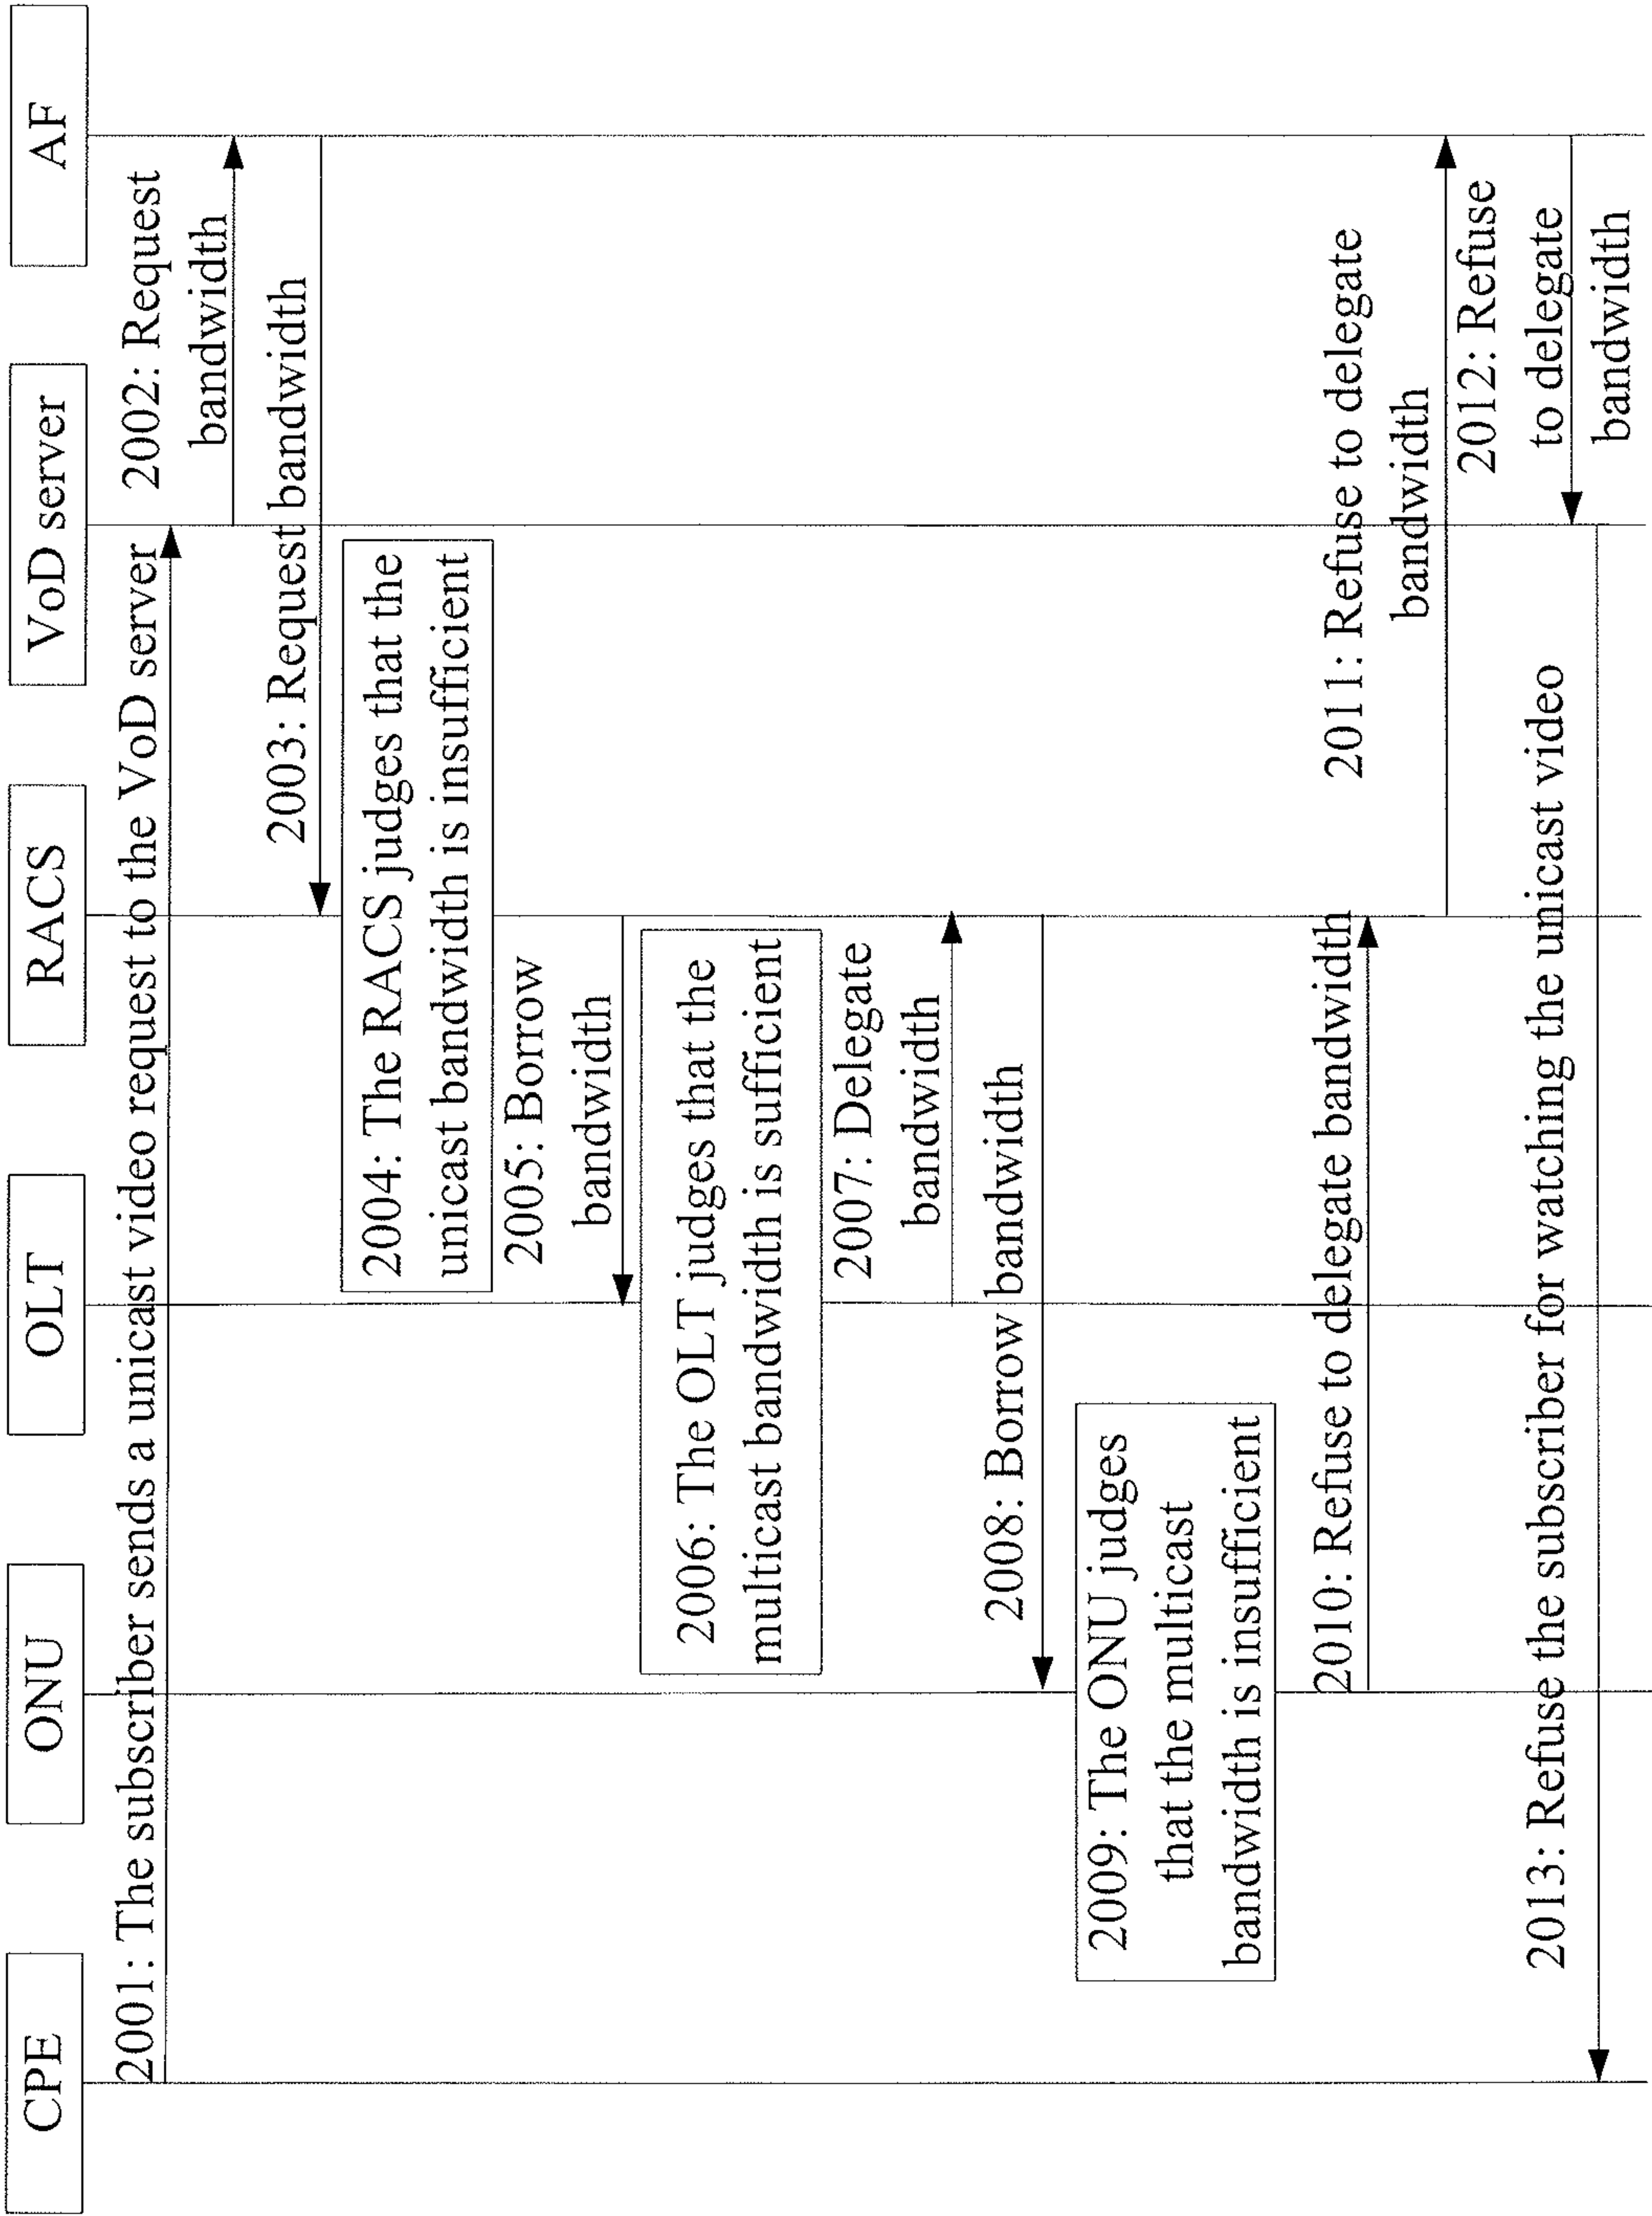 CPE
ONU
OLT
RACS
VoD server
AF
2001: The subscriber sends a unicast video request to the VoD server
2002: Request
bandwidth
2003: Request bandwidth
2004: The RACS judges that the
unicast bandwidth is insufficient
2005: Borrow
bandwidth
2006: The OLT judges that the
multicast bandwidth is sufficient
2007: Delegate
bandwidth
2008: Borrow bandwidth
2009: The ONU judges
that the multicast
bandwidth is insufficient
2010: Refuse to delegate bandwidth
2011: Refuse to delegate
bandwidth
2012: Refuse
to delegate
bandwidth
2013: Refuse the subscriber for watching the unicast video